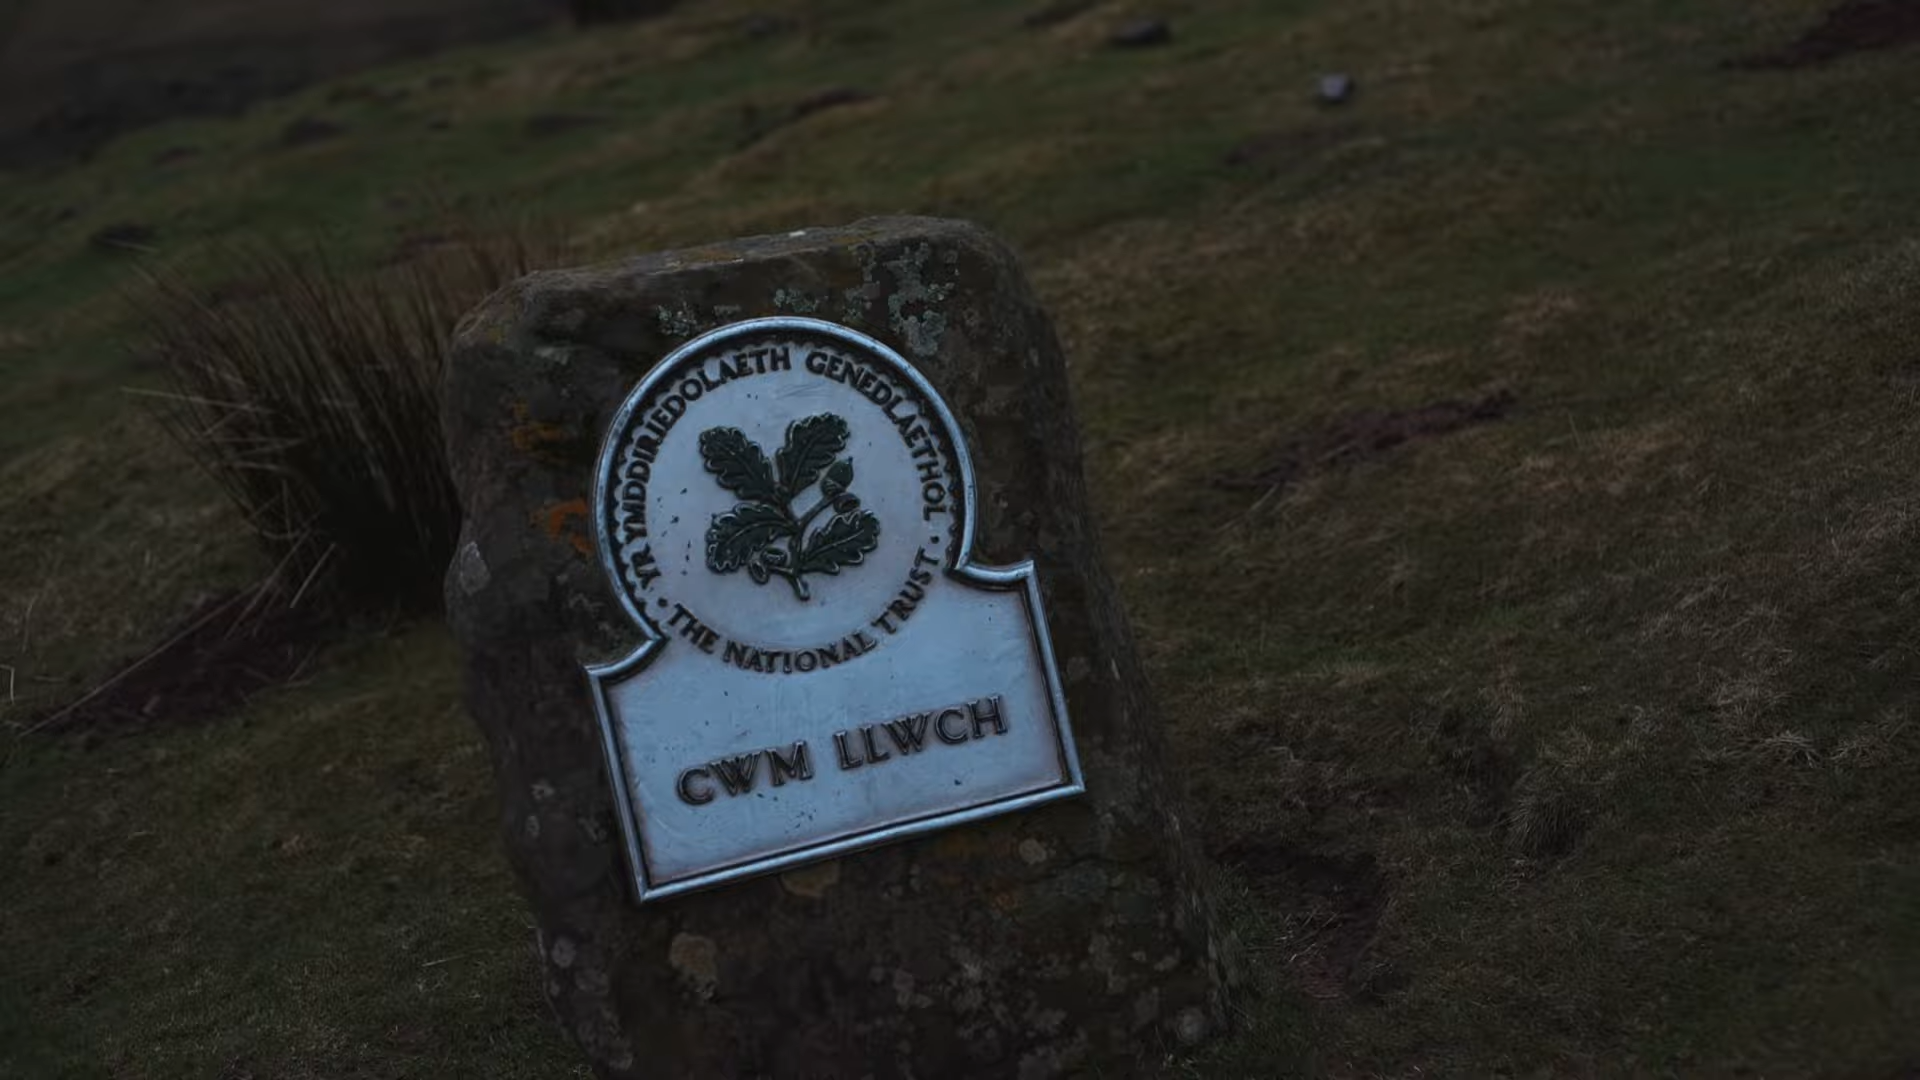 YR YMDDIRIEDOLAETH GENEDLAETHOL
• THE NATIONAL TRUST •
CWM LLWCH